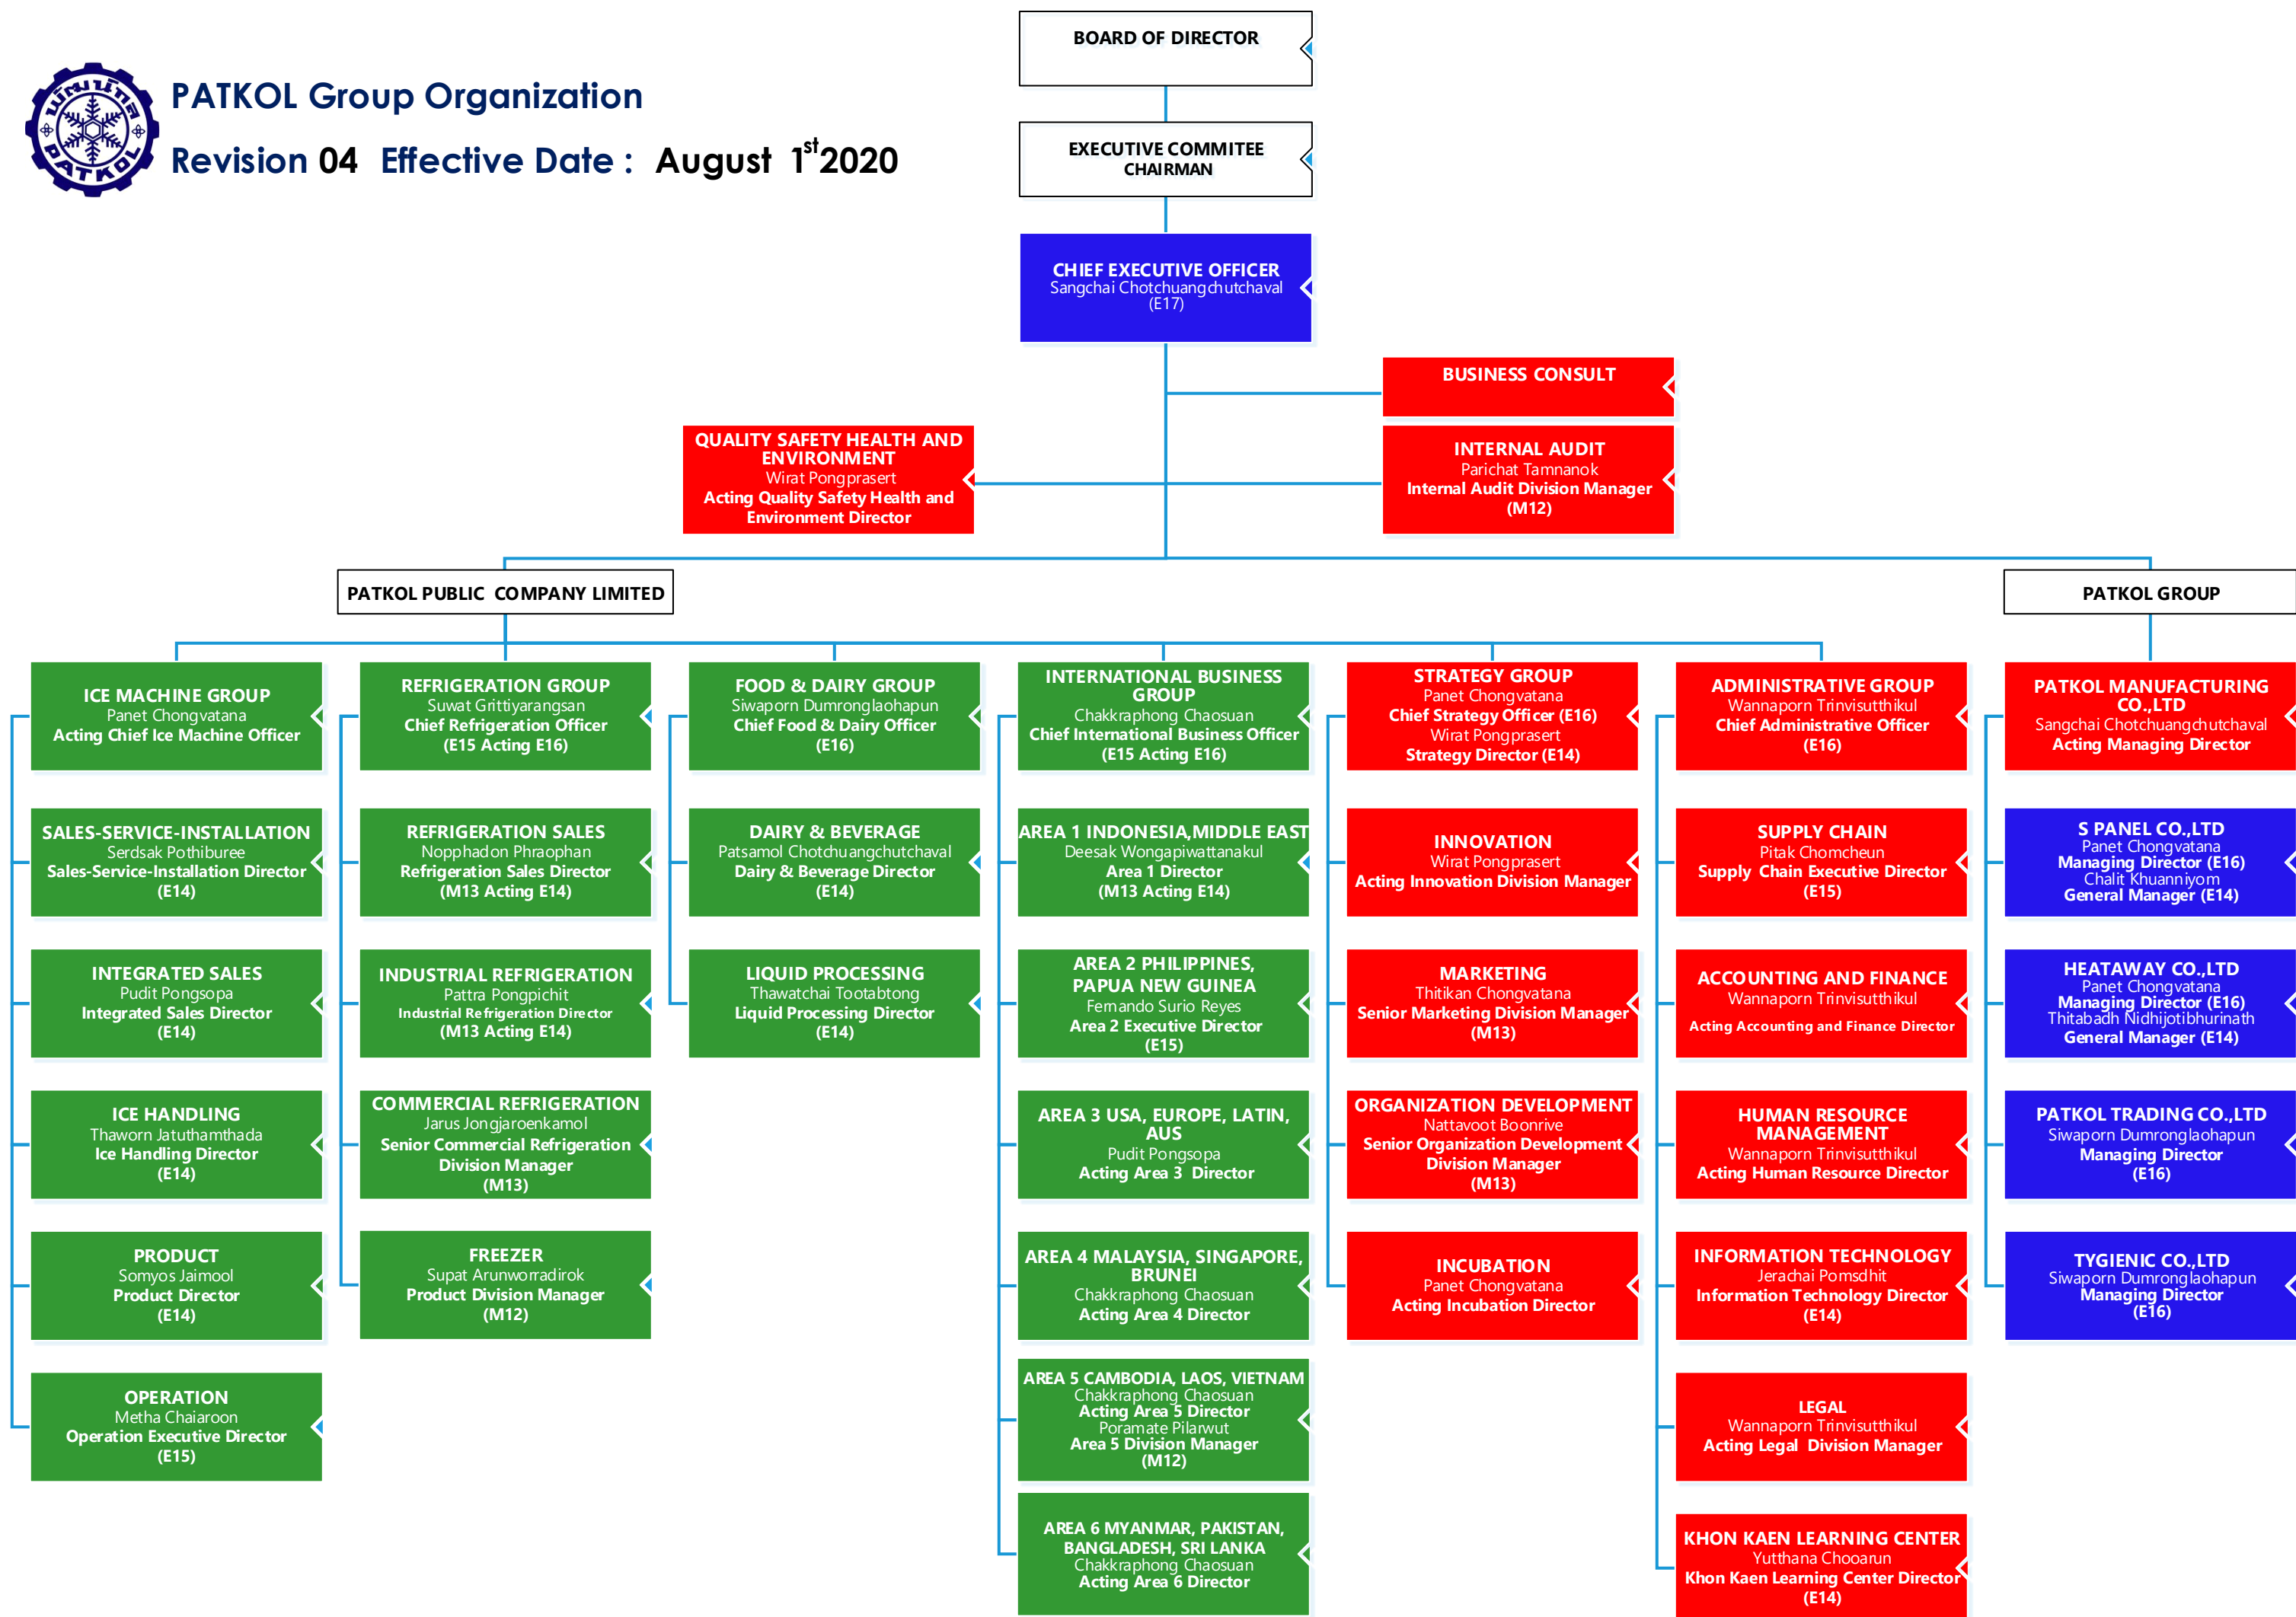 BOARD OF DIRECTOR
พัฒน์กล
PATKOL
PATKOL Group Organization
Revision 04 Effective Date : August 1st 2020
EXECUTIVE COMMITEE
CHAIRMAN
CHIEF EXECUTIVE OFFICER
Sangchai Chotchuangchutchaval
(E17)
BUSINESS CONSULT
QUALITY SAFETY HEALTH AND
ENVIRONMENT
Wirat Pongprasert
Acting Quality Safety Health and
Environment Director
INTERNAL AUDIT
Parichat Tamnanok
Internal Audit Division Manager
(M12)
PATKOL PUBLIC COMPANY LIMITED
PATKOL GROUP
ICE MACHINE GROUP
Panet Chongvatana
Acting Chief Ice Machine Officer
SALES-SERVICE-INSTALLATION
Serdsak Pothiburee
Sales-Service-Installation Director
(E14)
INTEGRATED SALES
Pudit Pongsopa
Integrated Sales Director
(E14)
ICE HANDLING
Thaworn Jatuthamthada
Ice Handling Director
(E14)
PRODUCT
Somyos Jaimool
Product Director
(E14)
OPERATION
Metha Chaiaroon
Operation Executive Director
(E15)
REFRIGERATION GROUP
Suwat Grittiyarangsan
Chief Refrigeration Officer
(E15 Acting E16)
REFRIGERATION SALES
Nopphadon Phraophan
Refrigeration Sales Director
(M13 Acting E14)
INDUSTRIAL REFRIGERATION
Pattra Pongpichit
Industrial Refrigeration Director
(M13 Acting E14)
COMMERCIAL REFRIGERATION
Jarus Jongjaroenkamol
Senior Commercial Refrigeration
Division Manager
(M13)
FREEZER
Supat Arunworradirok
Product Division Manager
(M12)
FOOD & DAIRY GROUP
Siwaporn Dumronglaohapun
Chief Food & Dairy Officer
(E16)
DAIRY & BEVERAGE
Patsamol Chotchuangchutchaval
Dairy & Beverage Director
(E14)
LIQUID PROCESSING
Thawatchai Tootabtong
Liquid Processing Director
(E14)
INTERNATIONAL BUSINESS
GROUP
Chakkraphong Chaosuan
Chief International Business Officer
(E15 Acting E16)
AREA 1 INDONESIA,MIDDLE EAST
Deesak Wongapiwattanakul
Area 1 Director
(M13 Acting E14)
AREA 2 PHILIPPINES,
PAPUA NEW GUINEA
Fernando Surio Reyes
Area 2 Executive Director
(E15)
AREA 3 USA, EUROPE, LATIN,
AUS
Pudit Pongsopa
Acting Area 3 Director
AREA 4 MALAYSIA, SINGAPORE,
BRUNEI
Chakkraphong Chaosuan
Acting Area 4 Director
AREA 5 CAMBODIA, LAOS, VIETNAM
Chakkraphong Chaosuan
Acting Area 5 Director
Poramate Pilarwut
Area 5 Division Manager
(M12)
AREA 6 MYANMAR, PAKISTAN,
BANGLADESH, SRI LANKA
Chakkraphong Chaosuan
Acting Area 6 Director
STRATEGY GROUP
Panet Chongvatana
Chief Strategy Officer (E16)
Wirat Pongprasert
Strategy Director (E14)
INNOVATION
Wirat Pongprasert
Acting Innovation Division Manager
MARKETING
Thitikan Chongvatana
Senior Marketing Division Manager
(M13)
ORGANIZATION DEVELOPMENT
Nattavoot Boonrive
Senior Organization Development
Division Manager
(M13)
INCUBATION
Panet Chongvatana
Acting Incubation Director
ADMINISTRATIVE GROUP
Wannaporn Trinvisutthikul
Chief Administrative Officer
(E16)
SUPPLY CHAIN
Pitak Chomcheun
Supply Chain Executive Director
(E15)
ACCOUNTING AND FINANCE
Wannaporn Trinvisutthikul
Acting Accounting and Finance Director
HUMAN RESOURCE
MANAGEMENT
Wannaporn Trinvisutthikul
Acting Human Resource Director
INFORMATION TECHNOLOGY
Jerachai Pomsdhit
Information Technology Director
(E14)
LEGAL
Wannaporn Trinvisutthikul
Acting Legal Division Manager
KHON KAEN LEARNING CENTER
Yutthana Chooarun
Khon Kaen Learning Center Director
(E14)
PATKOL MANUFACTURING
CO.,LTD
Sangchai Chotchuangchutchaval
Acting Managing Director
S PANEL CO.,LTD
Panet Chongvatana
Managing Director (E16)
Chalit Khuanniyom
General Manager (E14)
HEATAWAY CO.,LTD
Panet Chongvatana
Managing Director (E16)
Thitabadh Nidhijotibhurinath
General Manager (E14)
PATKOL TRADING CO.,LTD
Siwaporn Dumronglaohapun
Managing Director
(E16)
TYGIENIC CO.,LTD
Siwaporn Dumronglaohapun
Managing Director
(E16)